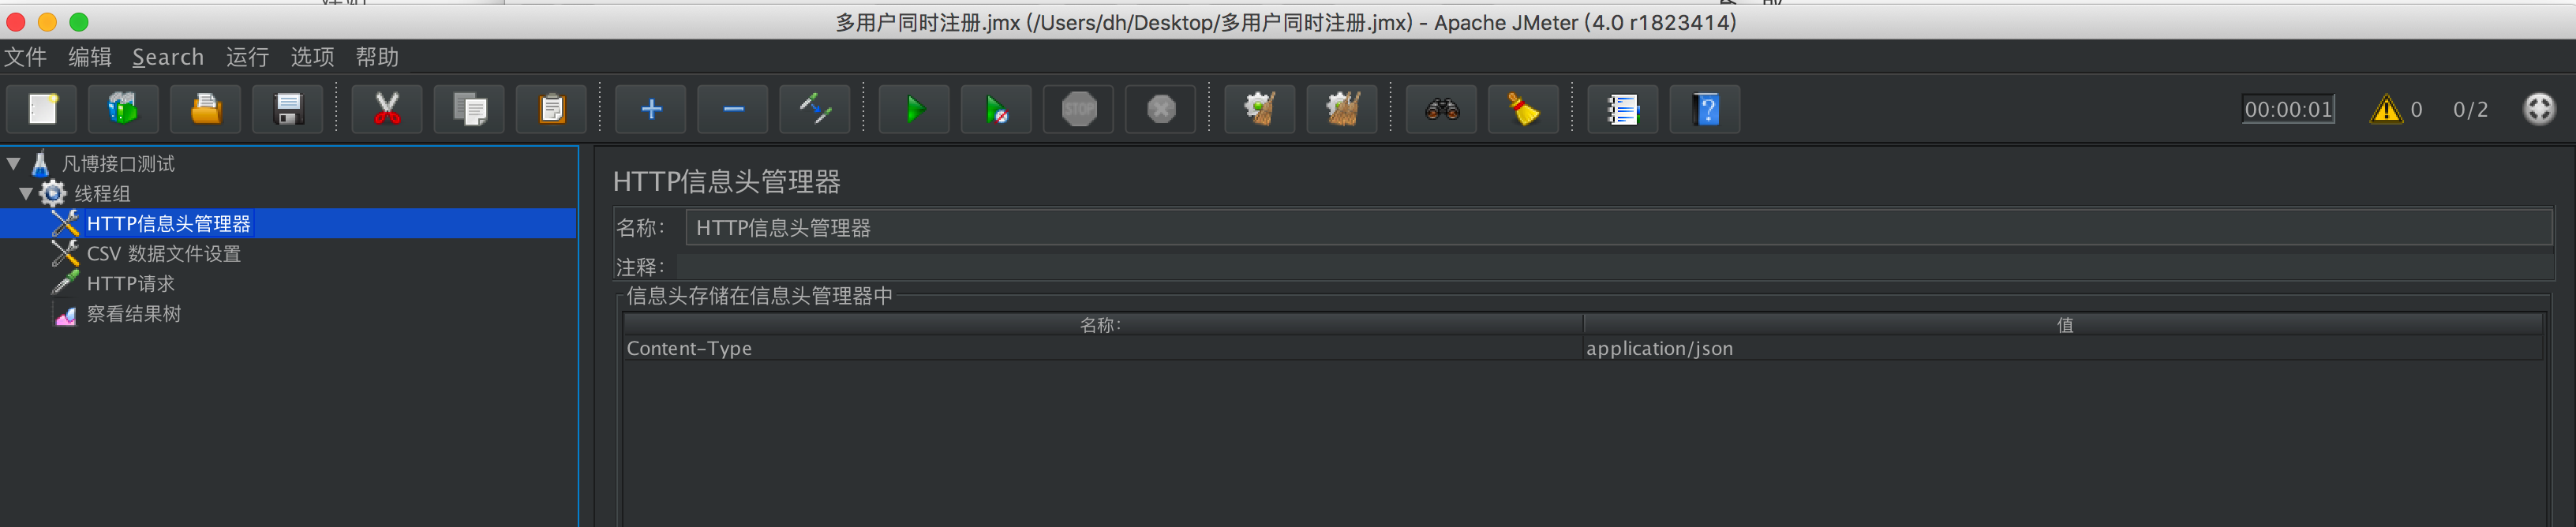 多用户同时注册.jmx (/Users/dh/Desktop/多用户同时注册.jmx) - Apache JMeter (4.0 r1823414)
文件 编辑 Search 运行 选项 帮助
STOP
00:00:01 0 0/2
凡博接口测试
线程组
HTTP信息头管理器
CSV 数据文件设置
HTTP请求
察看结果树
HTTP信息头管理器
名称： HTTP信息头管理器
注释：
信息头存储在信息头管理器中
名称： 值
Content-Type application/json